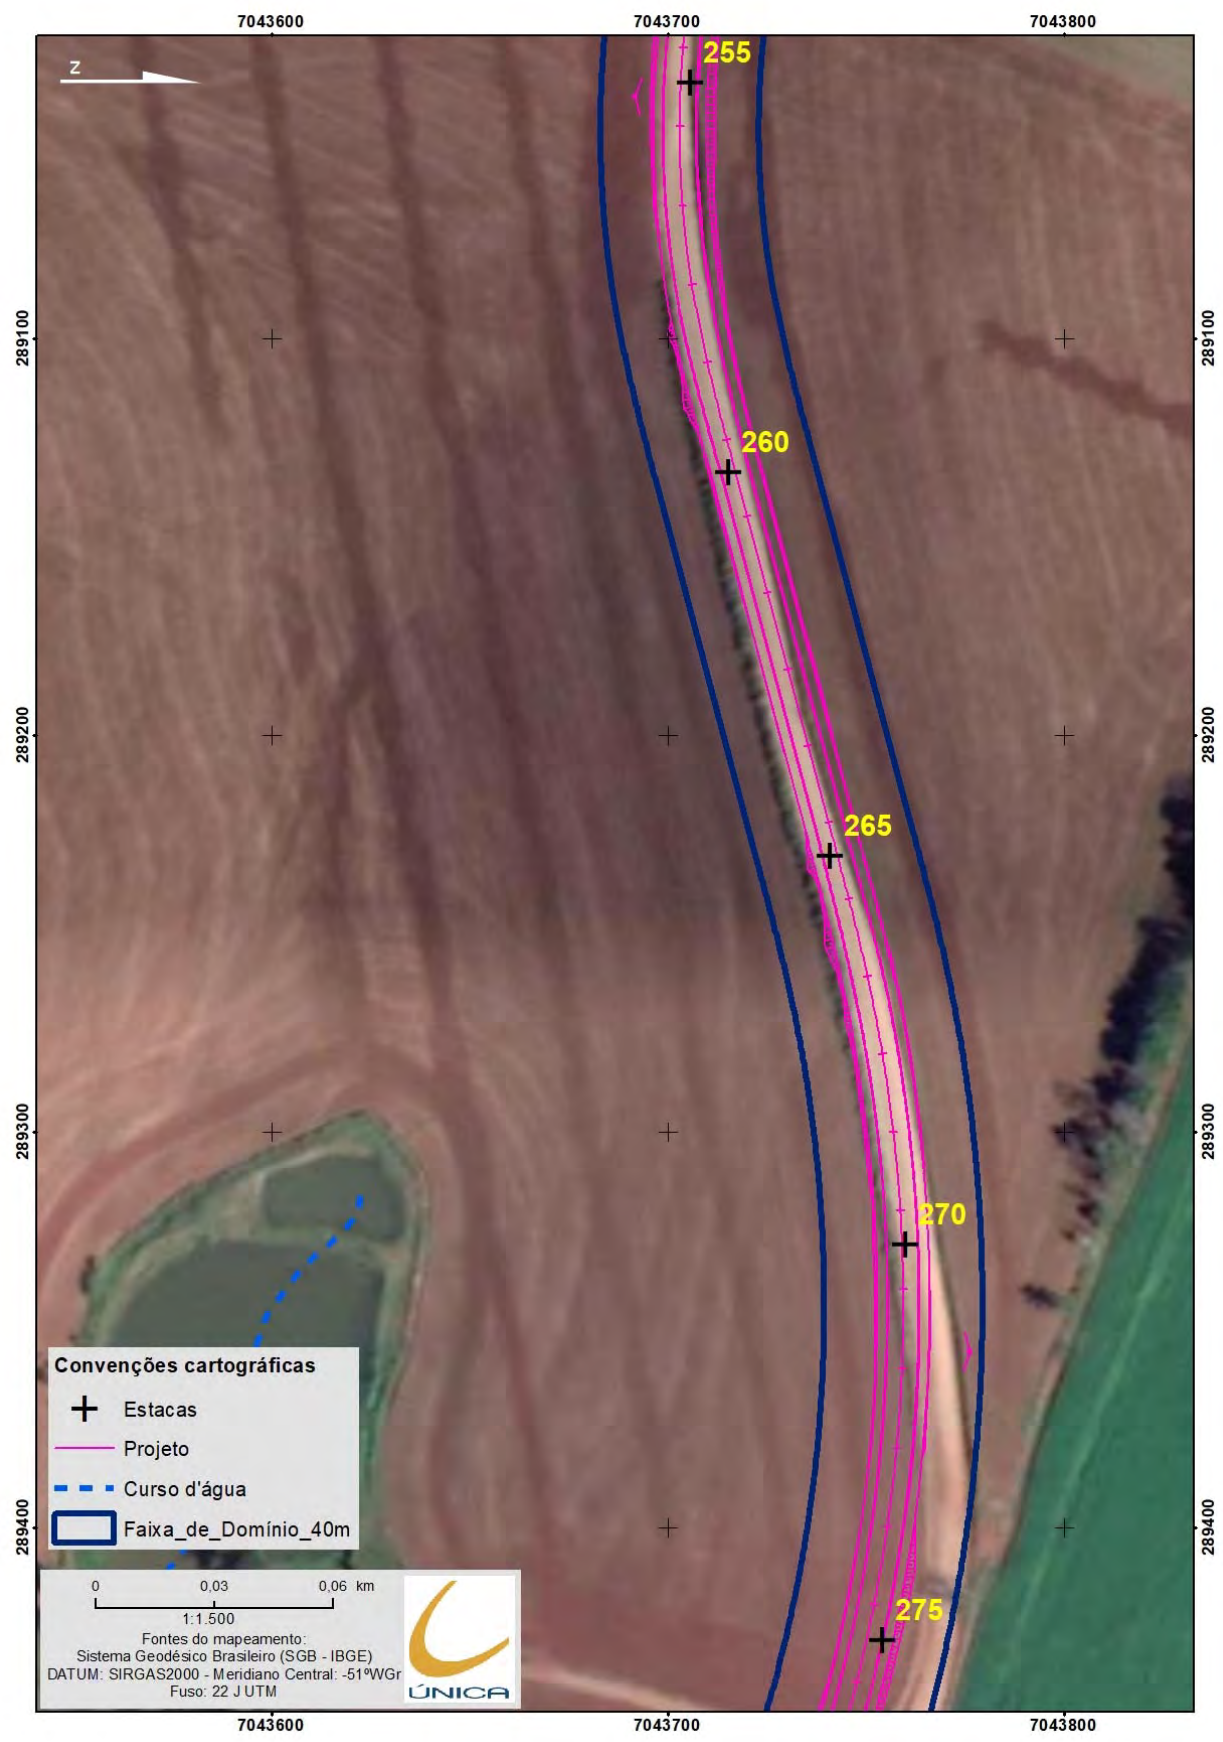 7043600
7043700
7043800
Z
255
289100
289100
260
289200
289200
265
289300
289300
270
Convenções cartográficas
Estacas
Projeto
Curso d'água
Faixa_de_Domínio_40m
289400
289400
0 0,03 0,06 km
1:1.500
Fontes do mapeamento:
Sistema Geodésico Brasileiro (SGB - IBGE)
DATUM: SIRGAS2000 - Meridiano Central: -51ºWGr
Fuso: 22 J UTM
ÚNICA
275
7043600
7043700
7043800